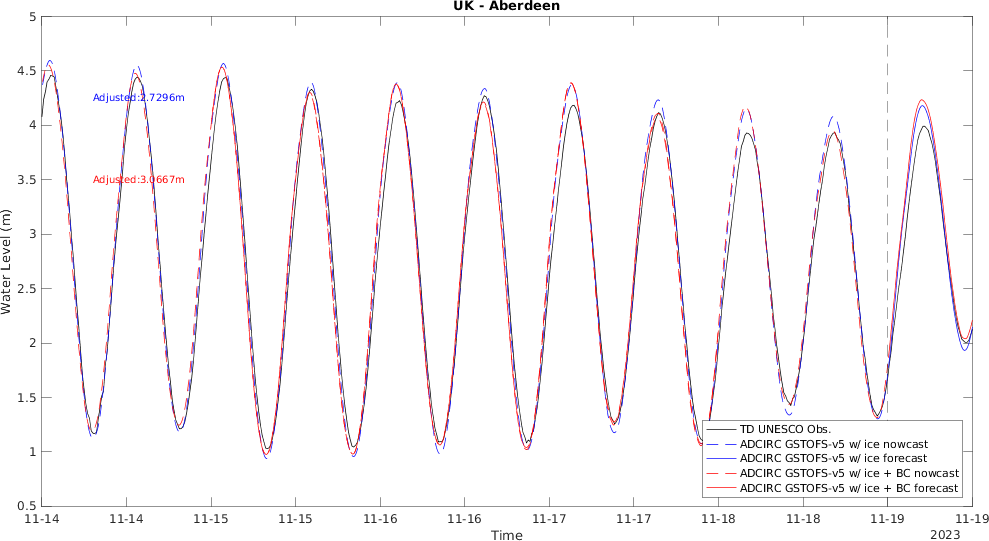 UK - Aberdeen
5
4.5
4
3.5
3
2.5
2
1.5
1
0.5
Water Level (m)
Adjusted:2.7296m
Adjusted:3.0667m
TD UNESCO Obs.
ADCIRC GSTOFS-v5 w/ ice nowcast
ADCIRC GSTOFS-v5 w/ ice forecast
ADCIRC GSTOFS-v5 w/ ice + BC nowcast
ADCIRC GSTOFS-v5 w/ ice + BC forecast
11-14 11-14 11-15 11-15 11-16 11-16 11-17 11-17 11-18 11-18 11-19 11-19
Time
2023